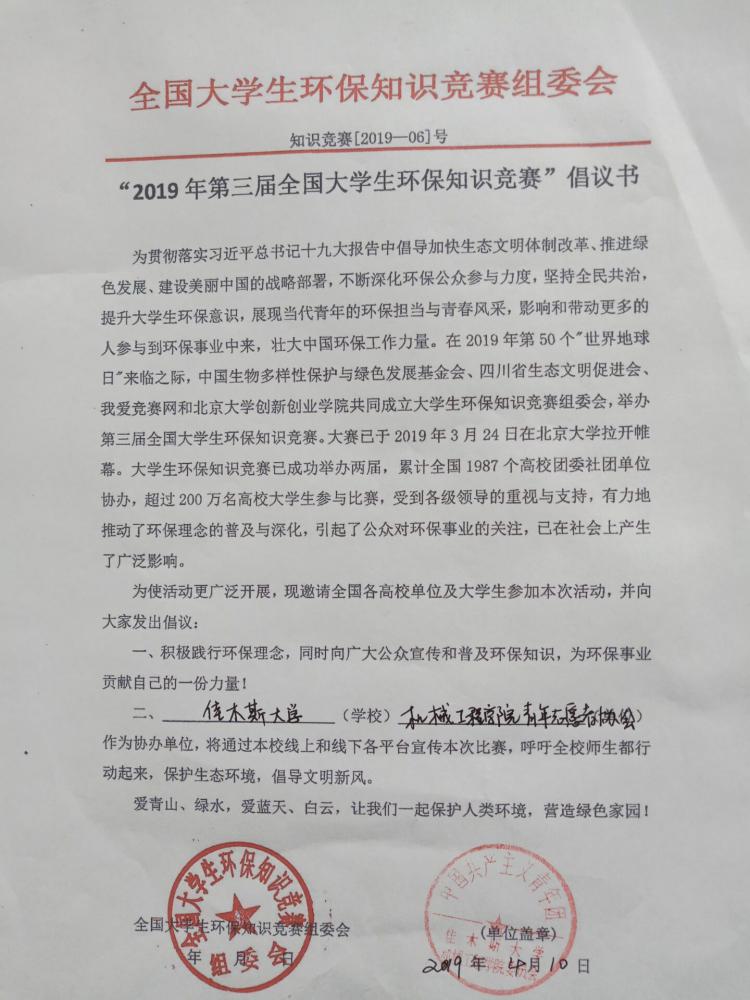 全国大学生环保知识竞赛组委会
知识竞赛[2019—06]号
“2019年第三届全国大学生环保知识竞赛”倡议书
为贯彻落实习近平总书记十九大报告中倡导加快生态文明体制改革、推进绿
色发展、建设美丽中国的战略部署，不断深化环保公众参与力度，坚持全民共治，
提升大学生环保意识，展现当代青年的环保担当与青春风采，影响和带动更多的
人参与到环保事业中来，壮大中国环保工作力量。在2019年第50个"世界地球
日"来临之际，中国生物多样性保护与绿色发展基金会、四川省生态文明促进会、
我爱竞赛网和北京大学创新创业学院共同成立大学生环保知识竞赛组委会，举办
第三届全国大学生环保知识竞赛。大赛已于2019年3月24日在北京大学拉开帷
幕。大学生环保知识竞赛已成功举办两届，累计全国1987个高校团委社团单位
协办，超过200万名高校大学生参与比赛，受到各级领导的重视与支持，有力地
推动了环保理念的普及与深化，引起了公众对环保事业的关注，已在社会上产生
了广泛影响。
为使活动更广泛开展，现邀请全国各高校单位及大学生参加本次活动，并向
大家发出倡议：
一、积极践行环保理念，同时向广大公众宣传和普及环保知识，为环保事业
贡献自己的一份力量！
二、佳木斯大学（学校）机械工程学院青年志愿者协会）
作为协办单位，将通过本校线上和线下各平台宣传本次比赛，呼吁全校师生都行
动起来，保护生态环境，倡导文明新风。
爱青山、绿水，爱蓝天、白云，让我们一起保护人类环境，营造绿色家园！
全国大学生环保知识竞赛
组委会
全国大学生环保知识竞赛组委会
年 月 日
中国共产主义青年团
佳木斯大学
（单位盖章）
2019年4月10日